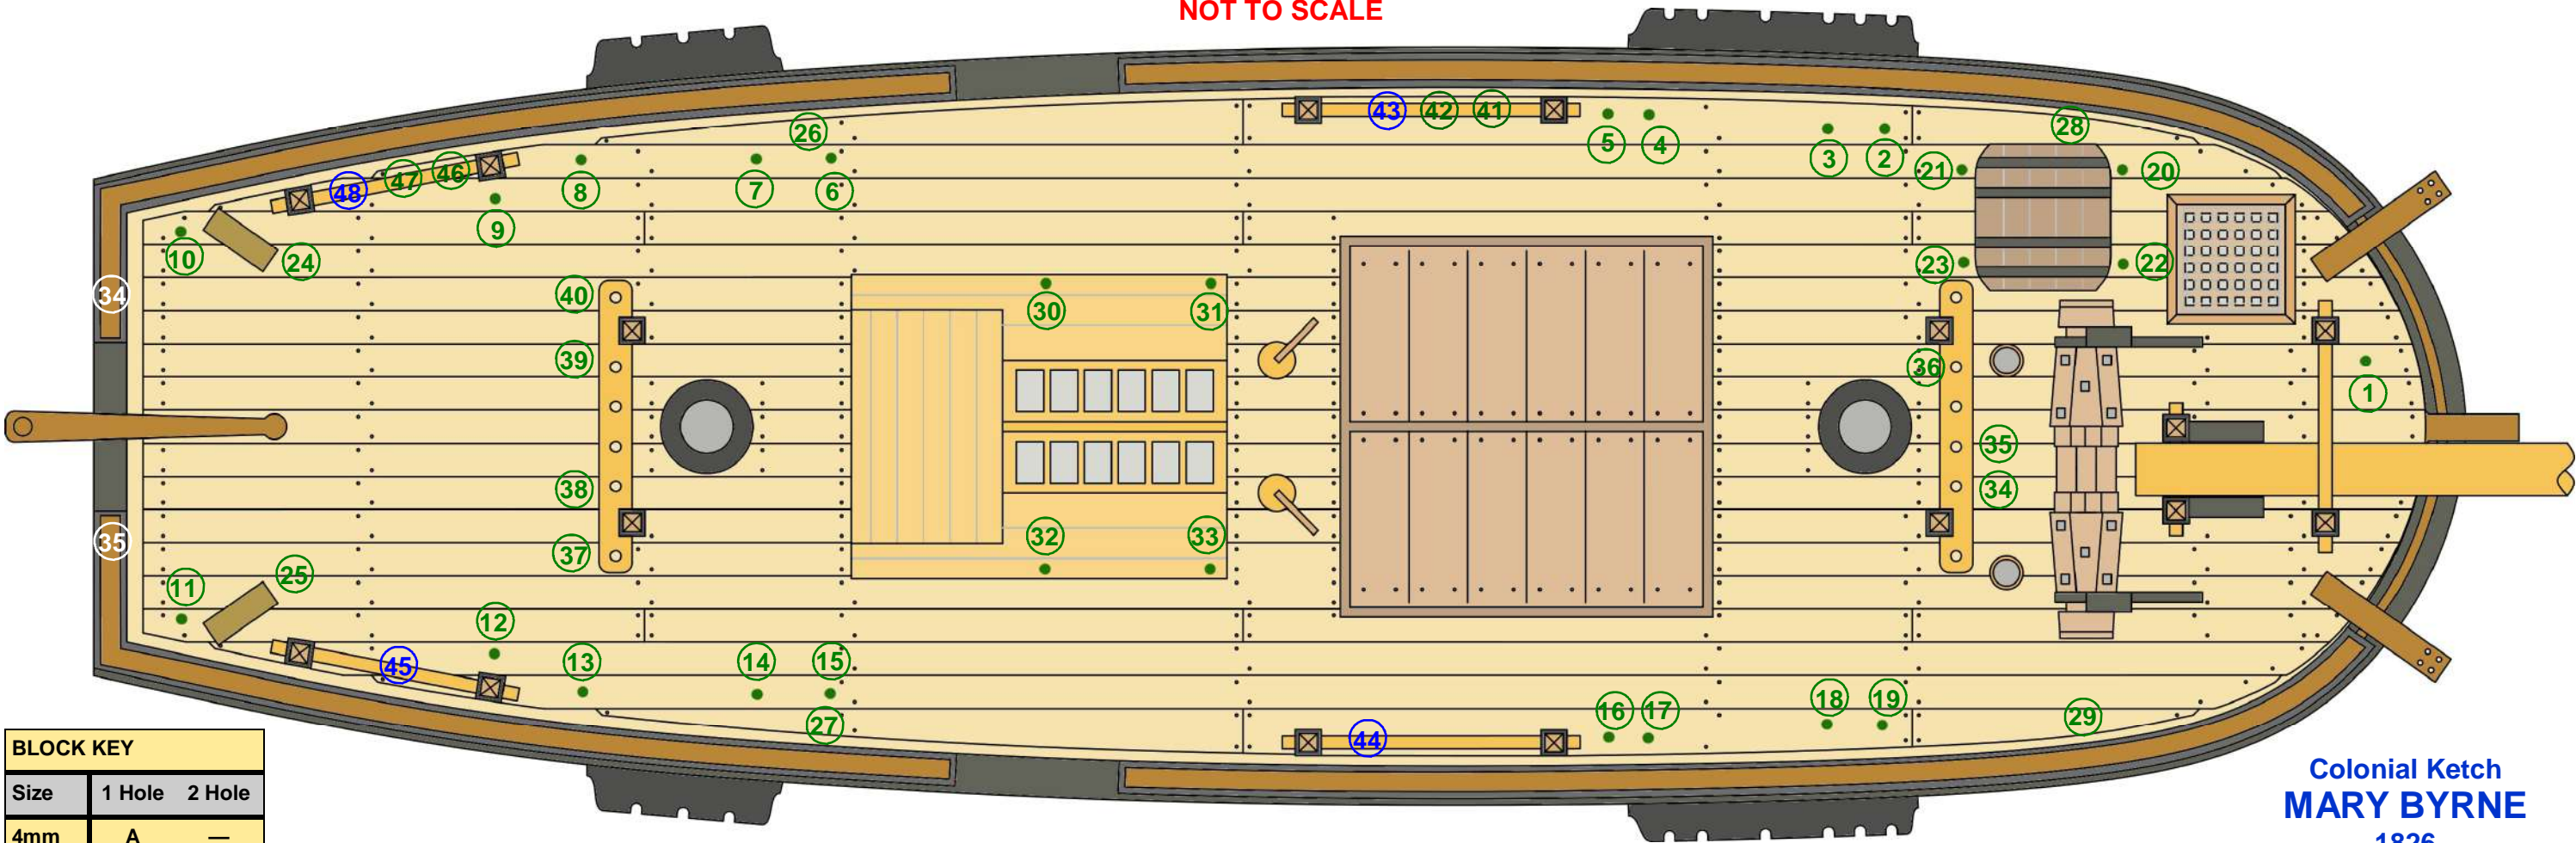 NOT TO SCALE
43 42 41
26
28
5 4
3 2
21 20
48 47 46
8 7 6
9
10 24
23 22
34
40
30 31
39
36
1
35
38
34
32 33
35
37
11 25
12
13 14 15
45
27
16 17
18 19
44
29
BLOCK KEY
Size 1 Hole 2 Hole
4mm A —
Colonial Ketch
MARY BYRNE
1826